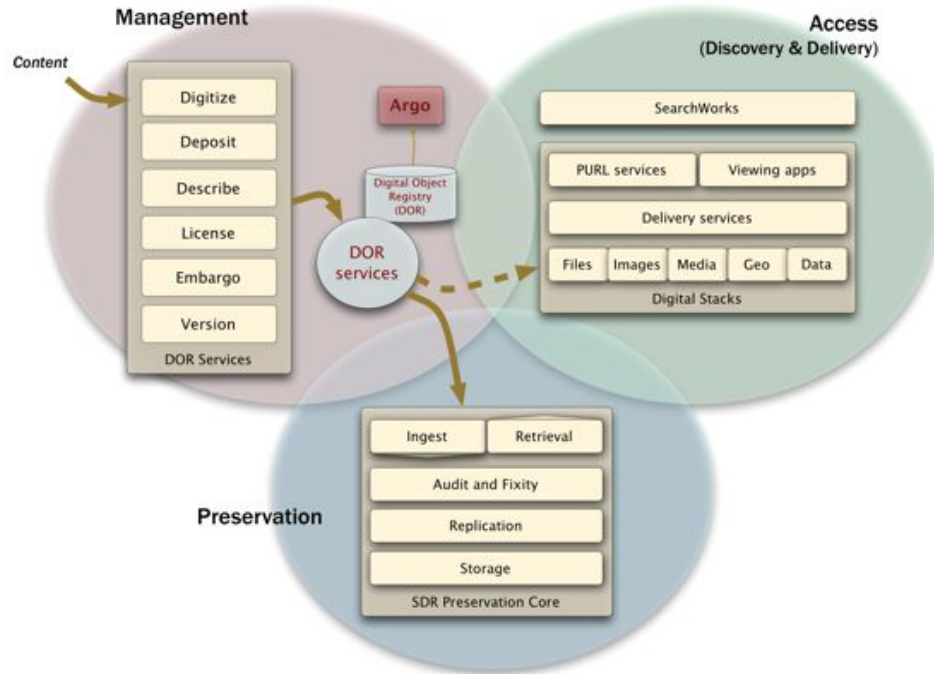 Management
Content
Digitize
Deposit
Describe
License
Embargo
Version
DOR Services
Argo
Digital Object
Registry
(DOR)
DOR
services
Access
(Discovery & Delivery)
SearchWorks
PURL services
Viewing apps
Delivery services
Files
Images
Media
Geo
Data
Digital Stacks
Preservation
Ingest
Retrieval
Audit and Fixity
Replication
Storage
SDR Preservation Core